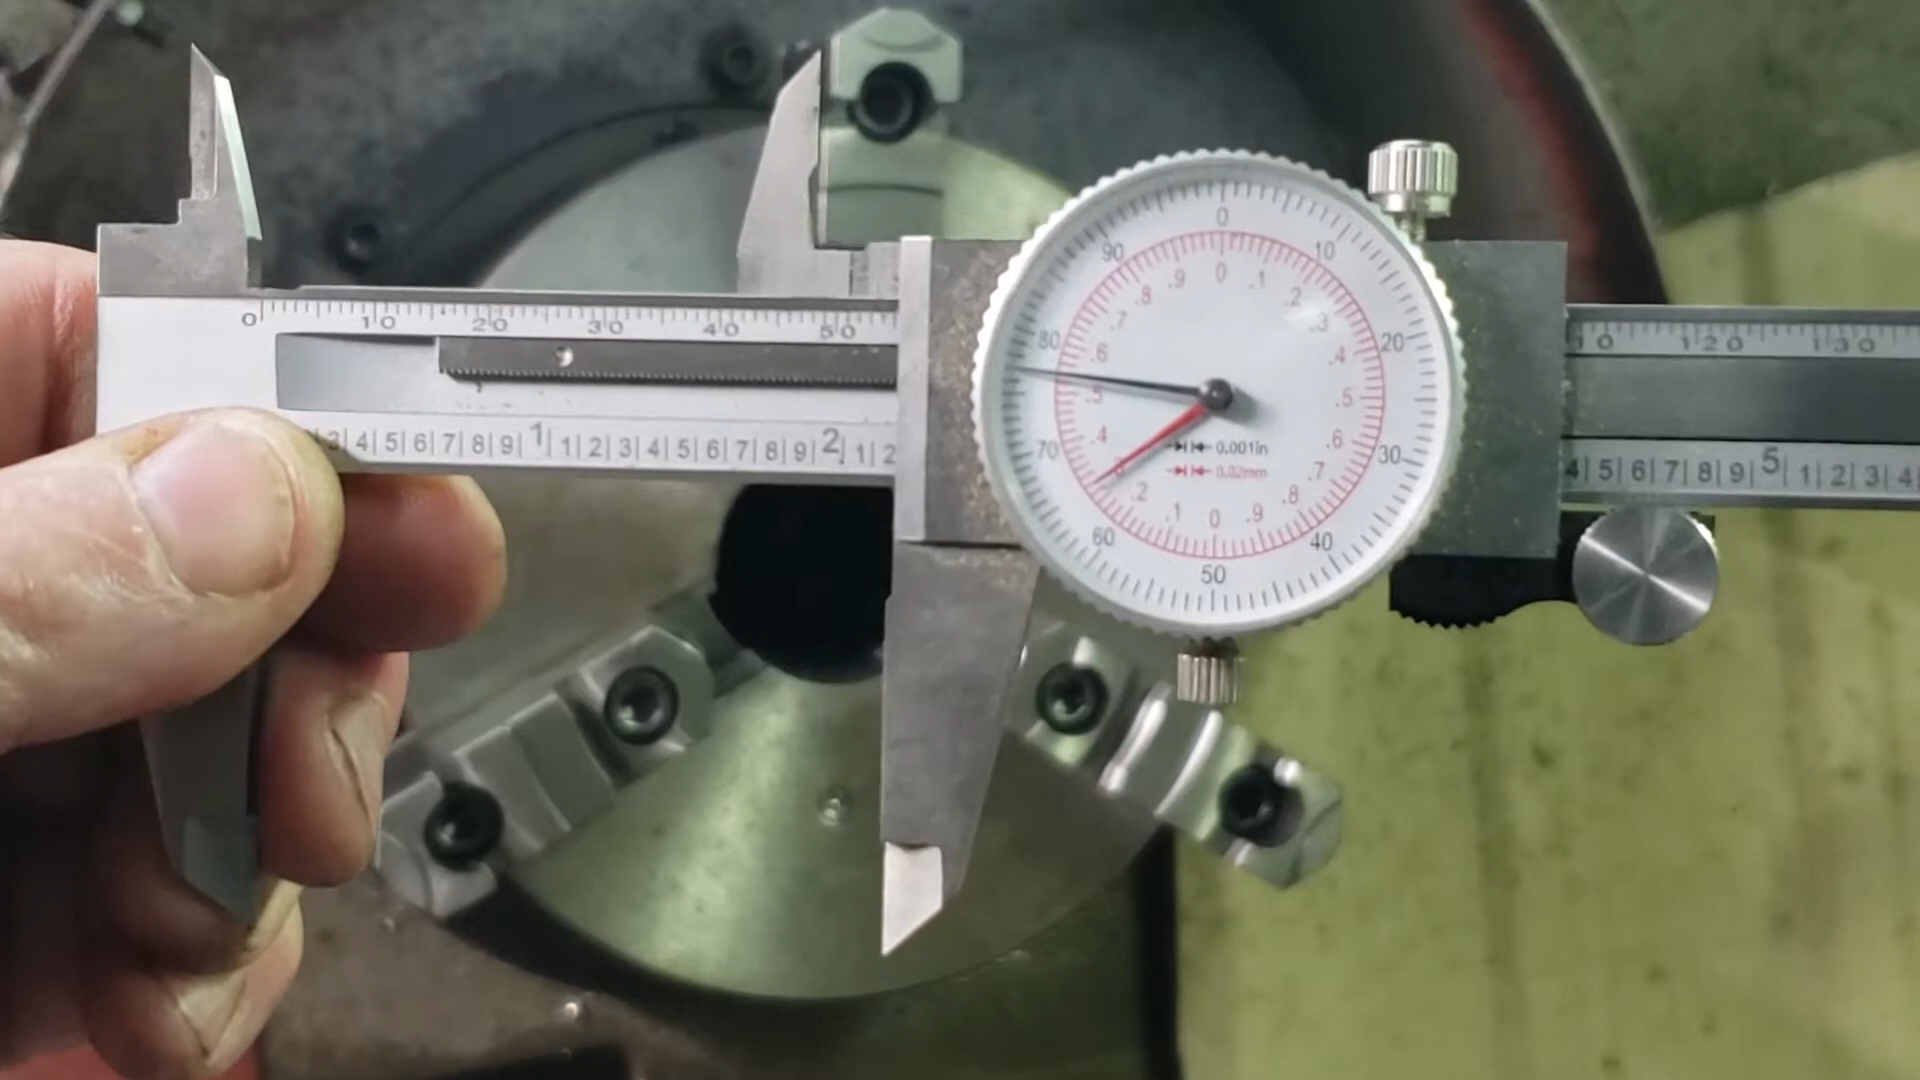 0 10 20 30 40 50
3 4 5 6 7 8 9 1 1 2 3 4 5 6 7 8 9 2 1 2
0 10 20 30 40 50 60 70 80 90
0 .1 .2 .3 .4 .5 .6 .7 .8 .9 0 .1 .2 .3 .4 .5 .6 .7 .8 .9
0.001in
0.02mm
10 120 130
4 5 6 7 8 9 5 1 2 3 4